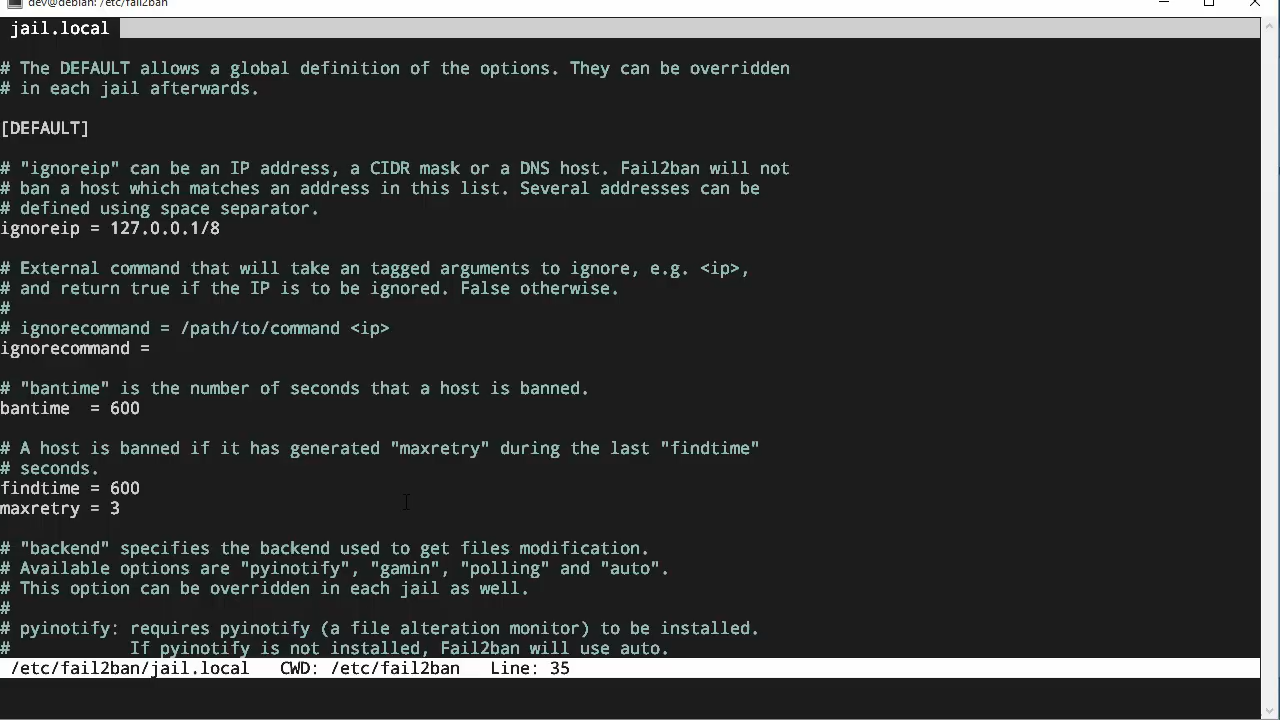 dev@debian: /etc/fail2ban
jail.local
# The DEFAULT allows a global definition of the options. They can be overridden
# in each jail afterwards.
[DEFAULT]
# "ignoreip" can be an IP address, a CIDR mask or a DNS host. Fail2ban will not
# ban a host which matches an address in this list. Several addresses can be
# defined using space separator.
ignoreip = 127.0.0.1/8
# External command that will take an tagged arguments to ignore, e.g. <ip>,
# and return true if the IP is to be ignored. False otherwise.
#
# ignorecommand = /path/to/command <ip>
ignorecommand =
# "bantime" is the number of seconds that a host is banned.
bantime  = 600
# A host is banned if it has generated "maxretry" during the last "findtime"
# seconds.
findtime = 600
maxretry = 3
# "backend" specifies the backend used to get files modification.
# Available options are "pyinotify", "gamin", "polling" and "auto".
# This option can be overridden in each jail as well.
#
# pyinotify: requires pyinotify (a file alteration monitor) to be installed.
#            If pyinotify is not installed, Fail2ban will use auto.
/etc/fail2ban/jail.local   CWD: /etc/fail2ban   Line: 35